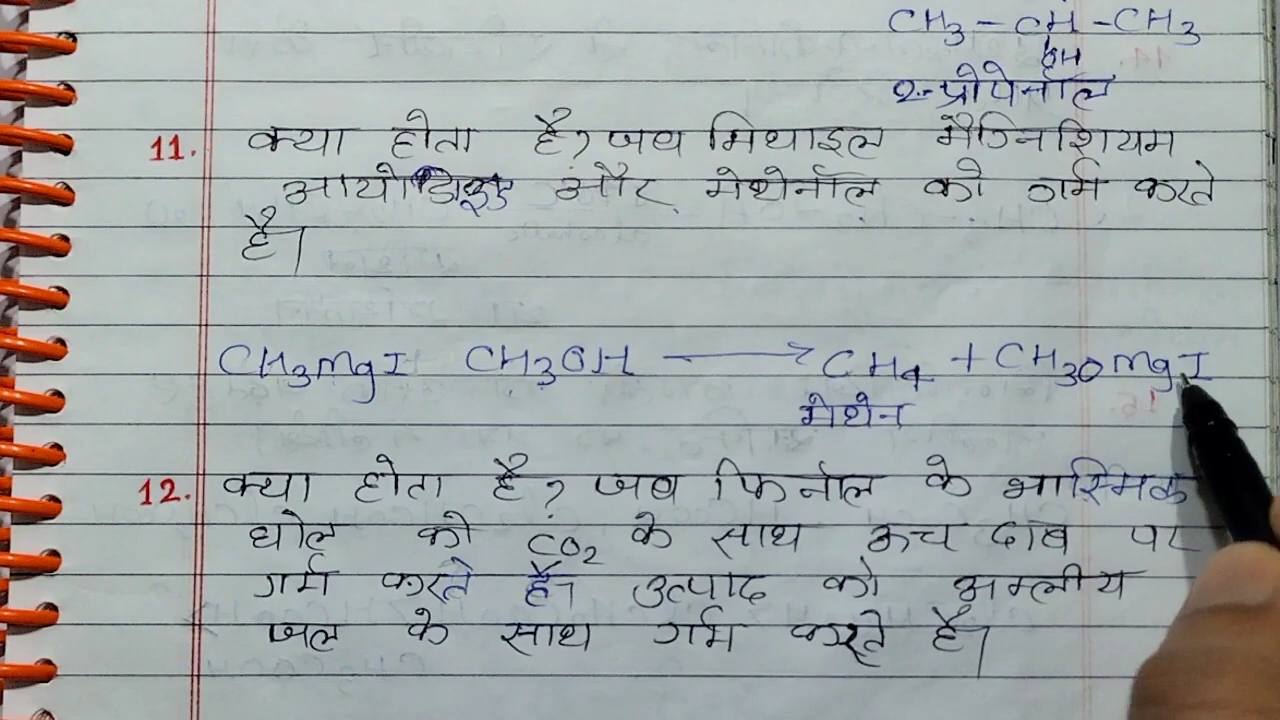 CH3 – CH – CH3
OH
2-प्रोपेनॉल
11. क्या होता है? जब मिथाइल मैग्निशियम
आयोडाइड और मेथेनॉल को गर्म करते
है।
CH3MgI CH3OH ⟶ CH4 + CH3OMgI
मेथेन
12. क्या होता है? जब फिनॉल के भास्मिक
घोल को CO2 के साथ ऊच दाब पर
गर्म करते है। उत्पाद को अम्लीय
जल के साथ गर्म करते है।